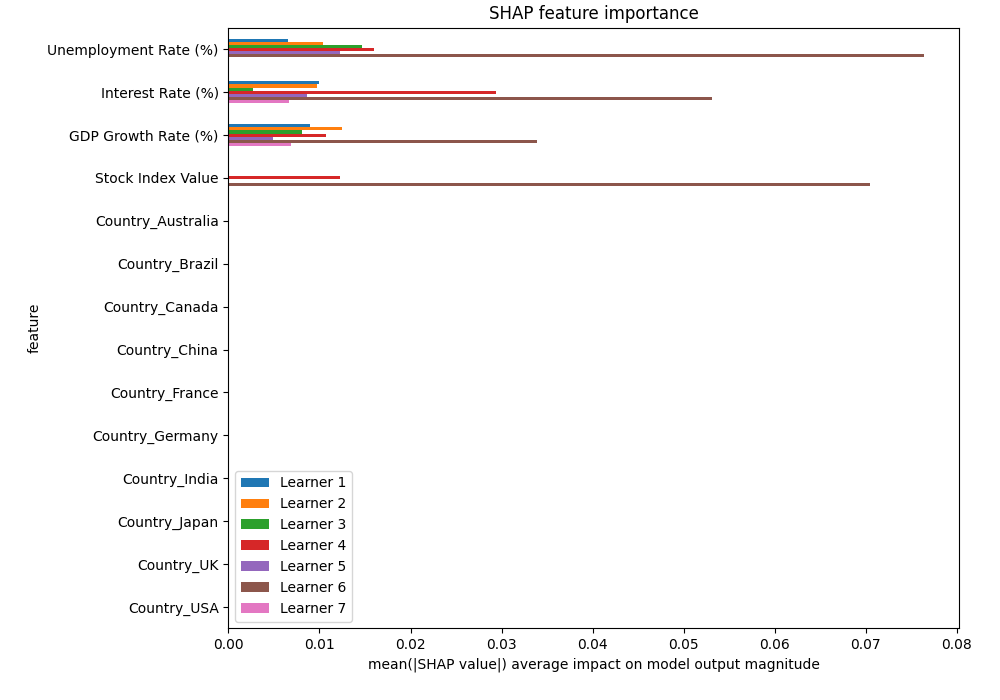 SHAP feature importance
Unemployment Rate (%)
Interest Rate (%)
GDP Growth Rate (%)
Stock Index Value
Country_Australia
Country_Brazil
Country_Canada
Country_China
Country_France
Country_Germany
Country_India
Country_Japan
Country_UK
Country_USA
feature
Learner 1
Learner 2
Learner 3
Learner 4
Learner 5
Learner 6
Learner 7
0.00 0.01 0.02 0.03 0.04 0.05 0.06 0.07 0.08
mean(|SHAP value|) average impact on model output magnitude